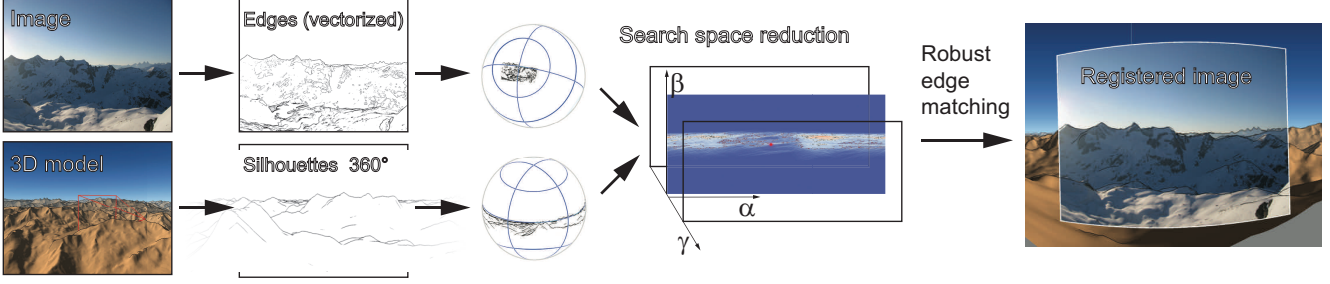 Image
Edges (vectorized)
Search space reduction
Robust
edge
matching
Registered image
3D model
Silhouettes 360°
β
α
γ